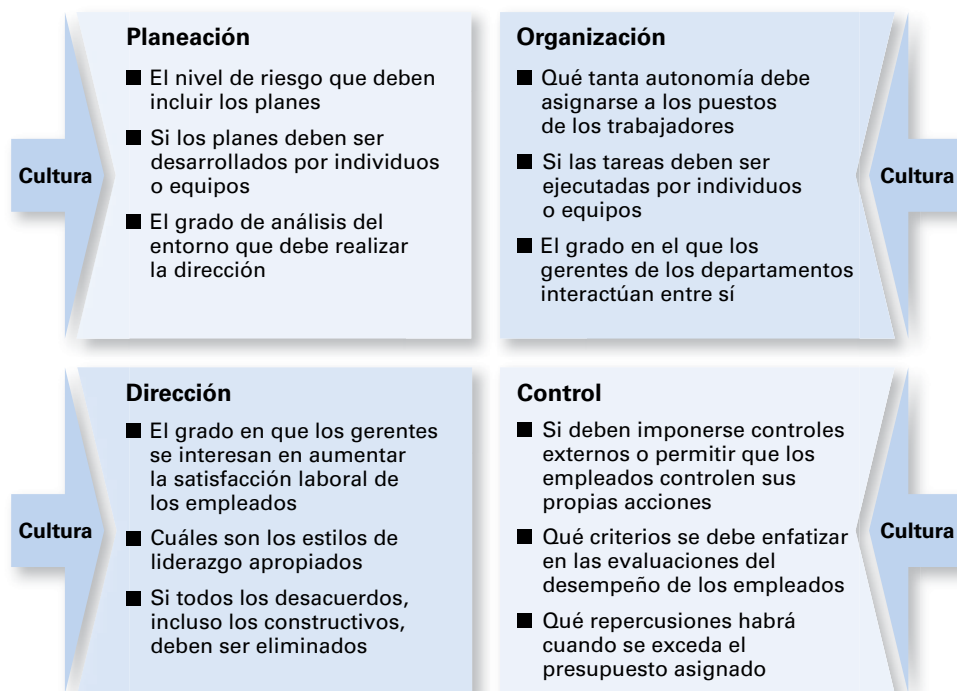 Cultura
Planeación
■ El nivel de riesgo que deben
incluir los planes
■ Si los planes deben ser
desarrollados por individuos
o equipos
■ El grado de análisis del
entorno que debe realizar
la dirección
Organización
■ Qué tanta autonomía debe
asignarse a los puestos
de los trabajadores
■ Si las tareas deben ser
ejecutadas por individuos
o equipos
■ El grado en el que los
gerentes de los departamentos
interactúan entre sí
Cultura
Cultura
Dirección
■ El grado en que los gerentes
se interesan en aumentar
la satisfacción laboral de
los empleados
■ Cuáles son los estilos de
liderazgo apropiados
■ Si todos los desacuerdos,
incluso los constructivos,
deben ser eliminados
Control
■ Si deben imponerse controles
externos o permitir que los
empleados controlen sus
propias acciones
■ Qué criterios se debe enfatizar
en las evaluaciones del
desempeño de los empleados
■ Qué repercusiones habrá
cuando se exceda el
presupuesto asignado
Cultura